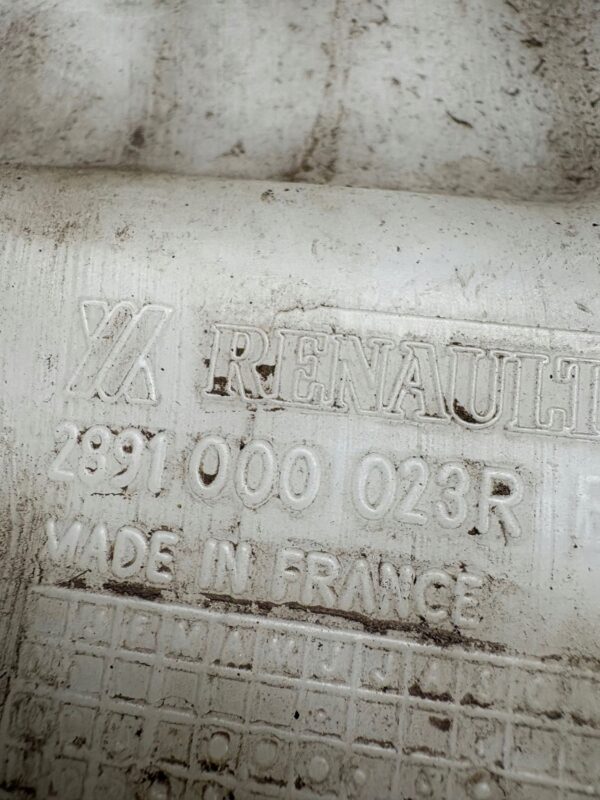 RENAULT
2891 000 023R
MADE IN FRANCE
F M A M J J A S O